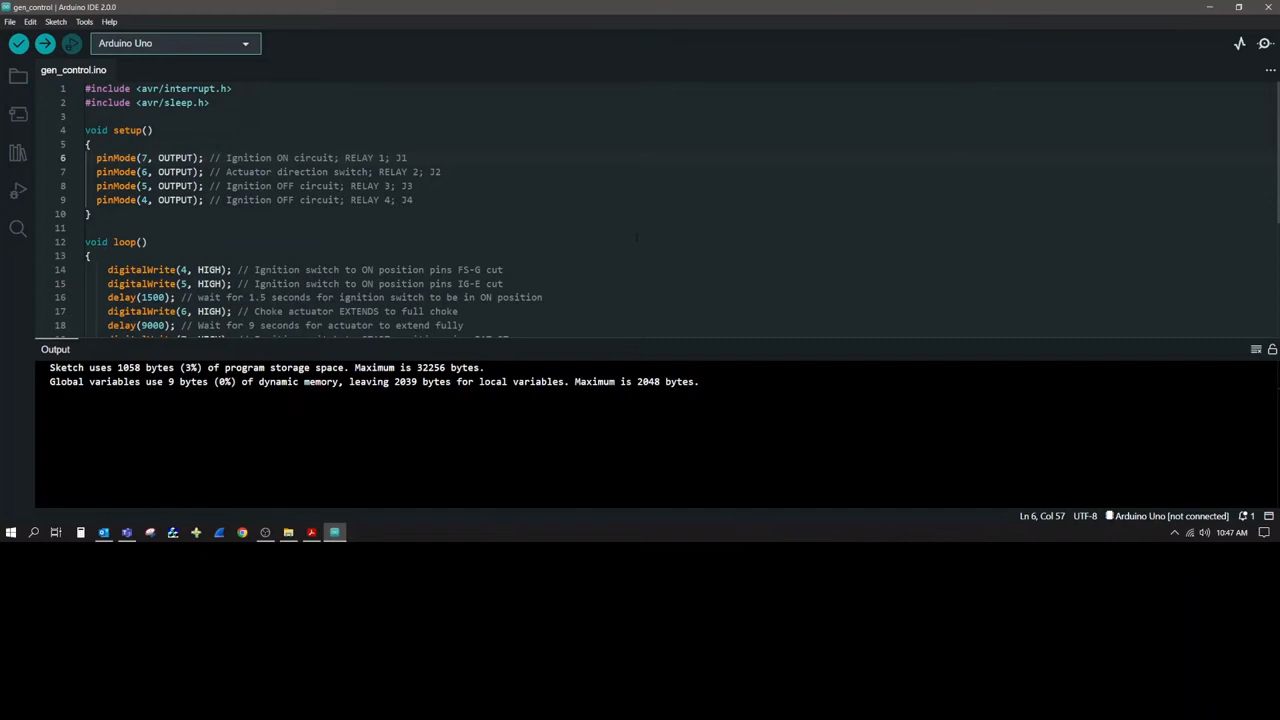 gen_control | Arduino IDE 2.0.0
File Edit Sketch Tools Help
Arduino Uno
gen_control.ino
1 #include <avr/interrupt.h>
2 #include <avr/sleep.h>
3
4 void setup()
5 {
6 pinMode(7, OUTPUT); // Ignition ON circuit; RELAY 1; J1
7 pinMode(6, OUTPUT); // Actuator direction switch; RELAY 2; J2
8 pinMode(5, OUTPUT); // Ignition OFF circuit; RELAY 3; J3
9 pinMode(4, OUTPUT); // Ignition OFF circuit; RELAY 4; J4
10 }
11
12 void loop()
13 {
14 digitalWrite(4, HIGH); // Ignition switch to ON position pins FS-G cut
15 digitalWrite(5, HIGH); // Ignition switch to ON position pins IG-E cut
16 delay(1500); // wait for 1.5 seconds for ignition switch to be in ON position
17 digitalWrite(6, HIGH); // Choke actuator EXTENDS to full choke
18 delay(9000); // Wait for 9 seconds for actuator to extend fully
Output
Sketch uses 1058 bytes (3%) of program storage space. Maximum is 32256 bytes.
Global variables use 9 bytes (0%) of dynamic memory, leaving 2039 bytes for local variables. Maximum is 2048 bytes.
Ln 6, Col 57 UTF-8 Arduino Uno [not connected] 1
10:47 AM